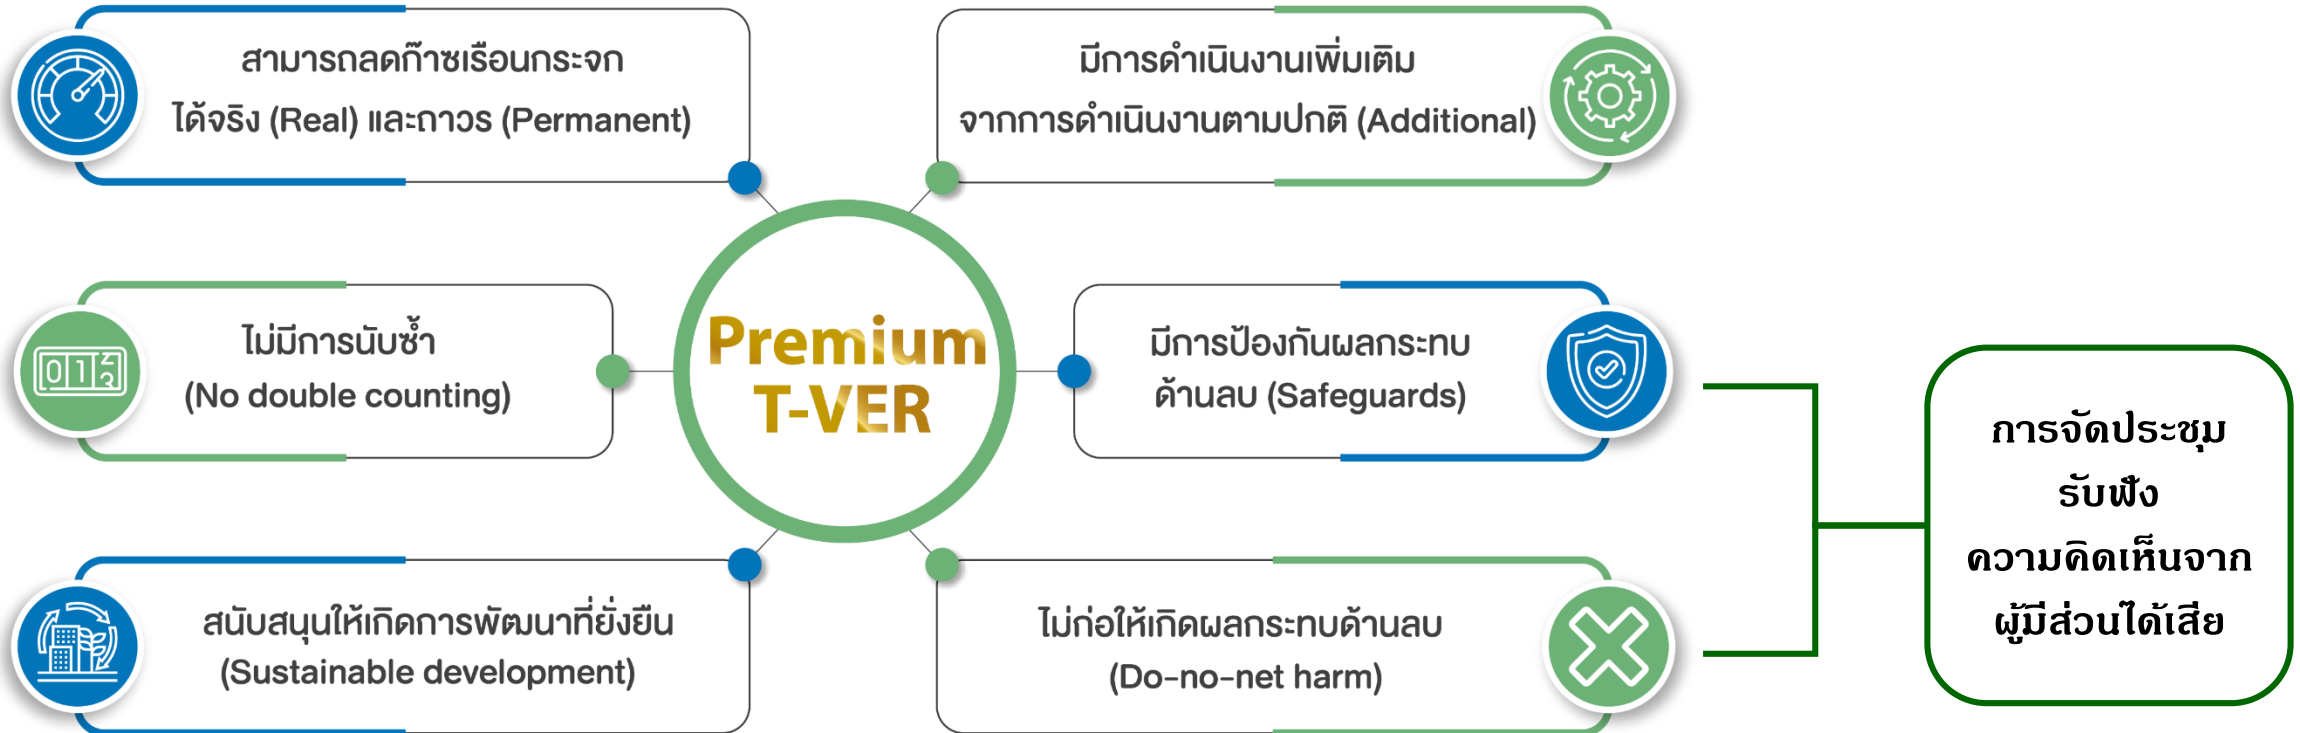 สามารถลดก๊าซเรือนกระจก
ได้จริง (Real) และถาวร (Permanent)
มีการดำเนินงานเพิ่มเติม
จากการดำเนินงานตามปกติ (Additional)
ไม่มีการนับซ้ำ
(No double counting)
Premium
T-VER
มีการป้องกันผลกระทบ
ด้านลบ (Safeguards)
สนับสนุนให้เกิดการพัฒนาที่ยั่งยืน
(Sustainable development)
ไม่ก่อให้เกิดผลกระทบด้านลบ
(Do-no-net harm)
การจัดประชุม
รับฟัง
ความคิดเห็นจาก
ผู้มีส่วนได้เสีย